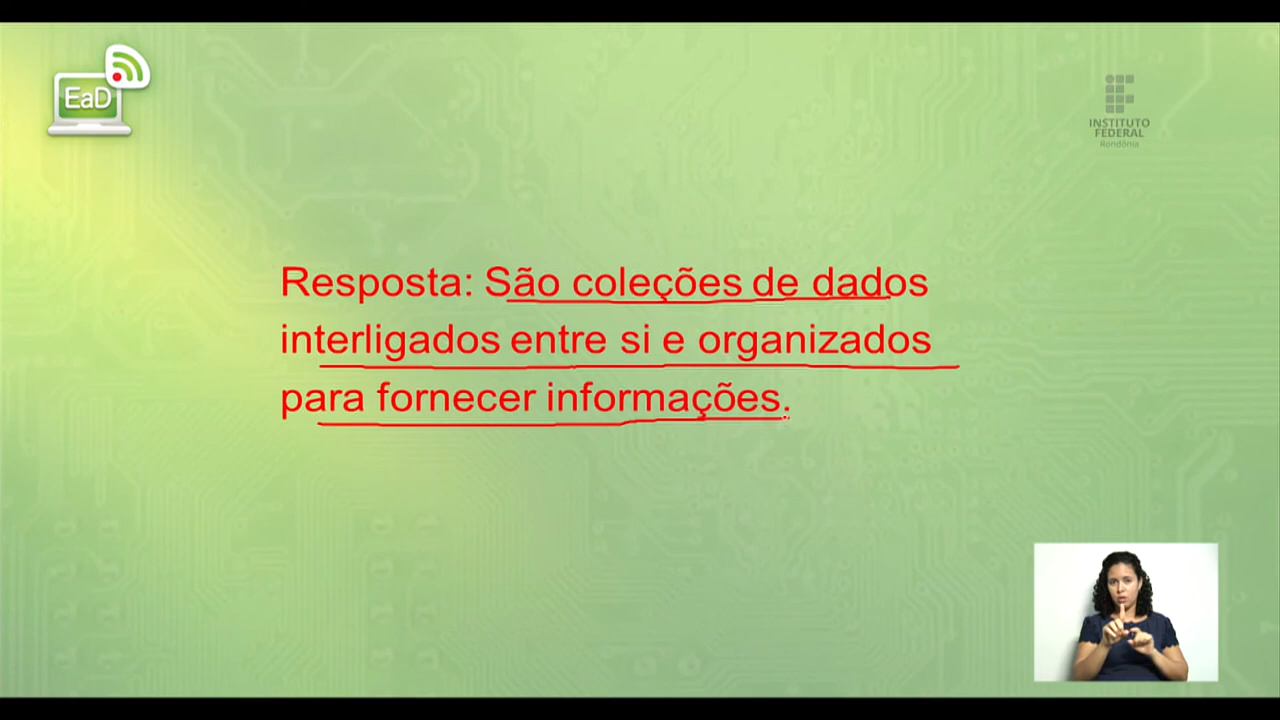 EaD
INSTITUTO
FEDERAL
Rondônia
Resposta: São coleções de dados
interligados entre si e organizados
para fornecer informações.